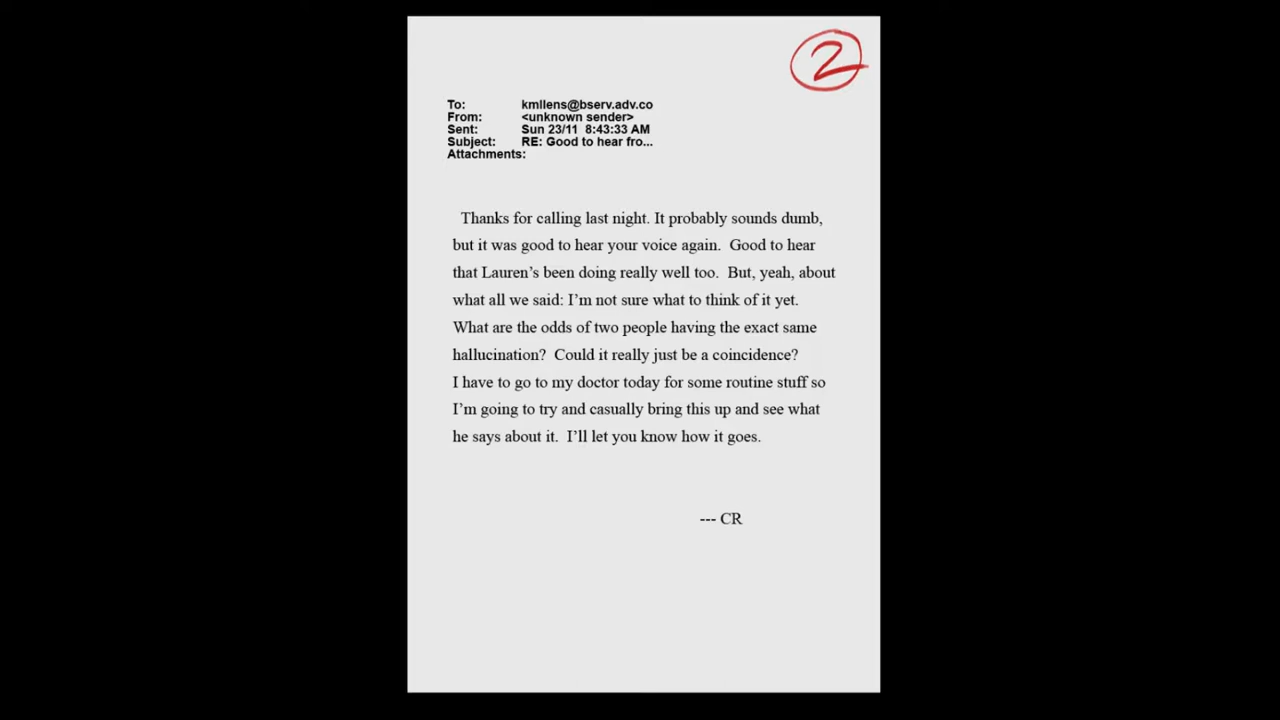 2
To: kmllens@bserv.adv.co
From: <unknown sender>
Sent: Sun 23/11 8:43:33 AM
Subject: RE: Good to hear fro...
Attachments:
Thanks for calling last night. It probably sounds dumb,
but it was good to hear your voice again.  Good to hear
that Lauren’s been doing really well too.  But, yeah, about
what all we said: I’m not sure what to think of it yet.
What are the odds of two people having the exact same
hallucination?  Could it really just be a coincidence?
I have to go to my doctor today for some routine stuff so
I’m going to try and casually bring this up and see what
he says about it.  I’ll let you know how it goes.
--- CR